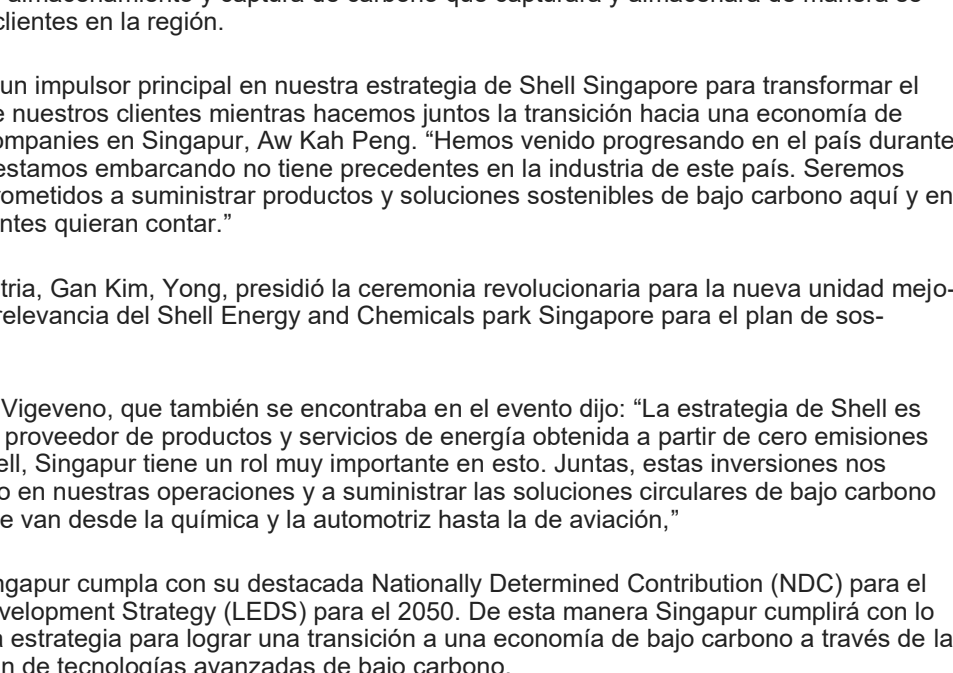 almacenamiento y captura de carbono que capturará y almacenará de manera se-
clientes en la región.
un impulsor principal en nuestra estrategia de Shell Singapore para transformar el
e nuestros clientes mientras hacemos juntos la transición hacia una economía de
ompanies en Singapur, Aw Kah Peng. “Hemos venido progresando en el país durante
estamos embarcando no tiene precedentes en la industria de este país. Seremos
rometidos a suministrar productos y soluciones sostenibles de bajo carbono aquí y en
ntes quieran contar.”
tria, Gan Kim, Yong, presidió la ceremonia revolucionaria para la nueva unidad mejo-
relevancia del Shell Energy and Chemicals park Singapore para el plan de sos-
Vigeveno, que también se encontraba en el evento dijo: “La estrategia de Shell es
proveedor de productos y servicios de energía obtenida a partir de cero emisiones
ell, Singapur tiene un rol muy importante en esto. Juntas, estas inversiones nos
o en nuestras operaciones y a suministrar las soluciones circulares de bajo carbono
e van desde la química y la automotriz hasta la de aviación,”
ngapur cumpla con su destacada Nationally Determined Contribution (NDC) para el
velopment Strategy (LEDS) para el 2050. De esta manera Singapur cumplirá con lo
a estrategia para lograr una transición a una economía de bajo carbono a través de la
n de tecnologías avanzadas de bajo carbono.